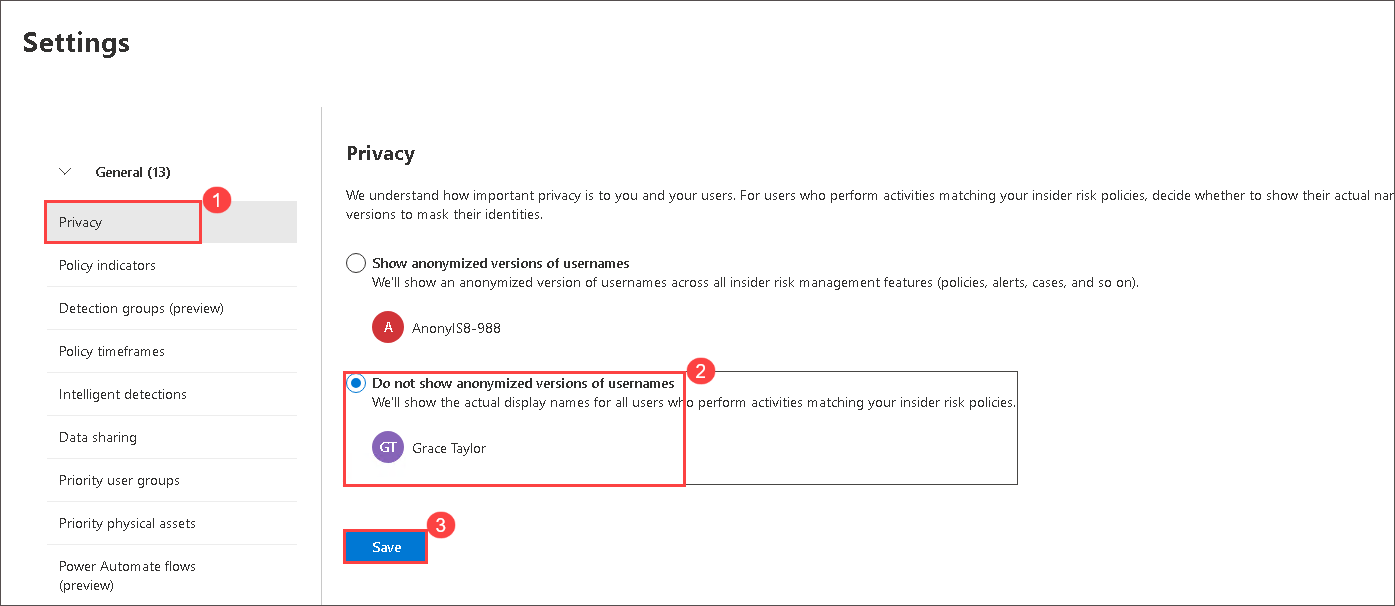 Settings
General (13)
1
Privacy
Policy indicators
Detection groups (preview)
Policy timeframes
Intelligent detections
Data sharing
Priority user groups
Priority physical assets
Power Automate flows
(preview)
Privacy
We understand how important privacy is to you and your users. For users who perform activities matching your insider risk policies, decide whether to show their actual nar
versions to mask their identities.
Show anonymized versions of usernames
We'll show an anonymized version of usernames across all insider risk management features (policies, alerts, cases, and so on).
A AnonyIS8-988
2
Do not show anonymized versions of usernames
We'll show the actual display names for all users who perform activities matching your insider risk policies.
GT Grace Taylor
3
Save